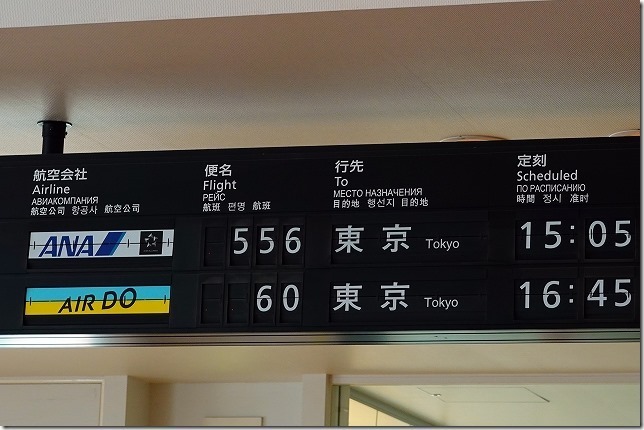 航空会社 便名 行先 定刻
Airline Flight To Scheduled
АВИАКОМПАНИЯ РЕЙС МЕСТО НАЗНАЧЕНИЯ ПО РАСПИСАНИЮ
航空公司 항공사 航空公司 航班 편명 航班 目的地 행선지 目的地 時間 정시 准时
ANA 556 東京 Tokyo 15:05
AIR DO 60 東京 Tokyo 16:45